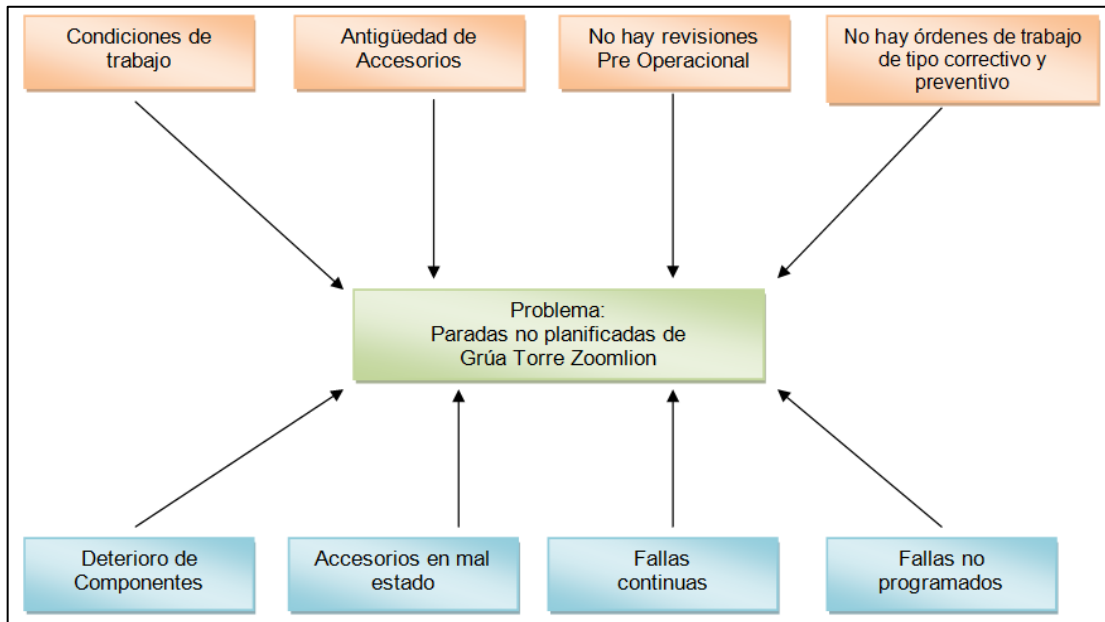 Condiciones de
trabajo
Antigüedad de
Accesorios
No hay revisiones
Pre Operacional
No hay órdenes de trabajo
de tipo correctivo y
preventivo
Problema:
Paradas no planificadas de
Grúa Torre Zoomlion
Deterioro de
Componentes
Accesorios en mal
estado
Fallas
continuas
Fallas no
programados